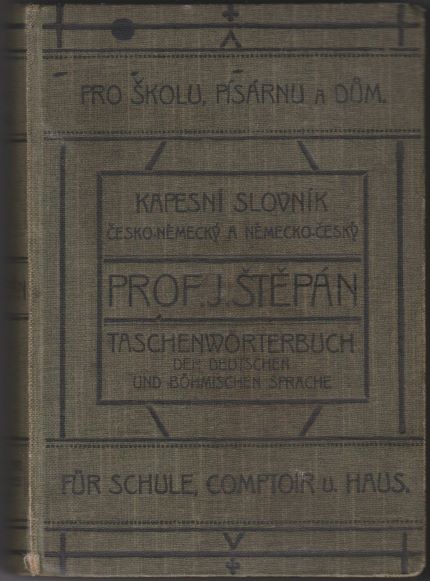 PRO ŠKOLU, PÍSÁRNU A DŮM.
KAPESNÍ SLOVNÍK
ČESKO-NĚMECKÝ A NĚMECKO-ČESKÝ
PROF. J. ŠTĚPÁN
TASCHENWÖRTERBUCH
DER DEUTSCHEN
UND BÖHMISCHEN SPRACHE
FÜR SCHULE, COMPTOIR u. HAUS.